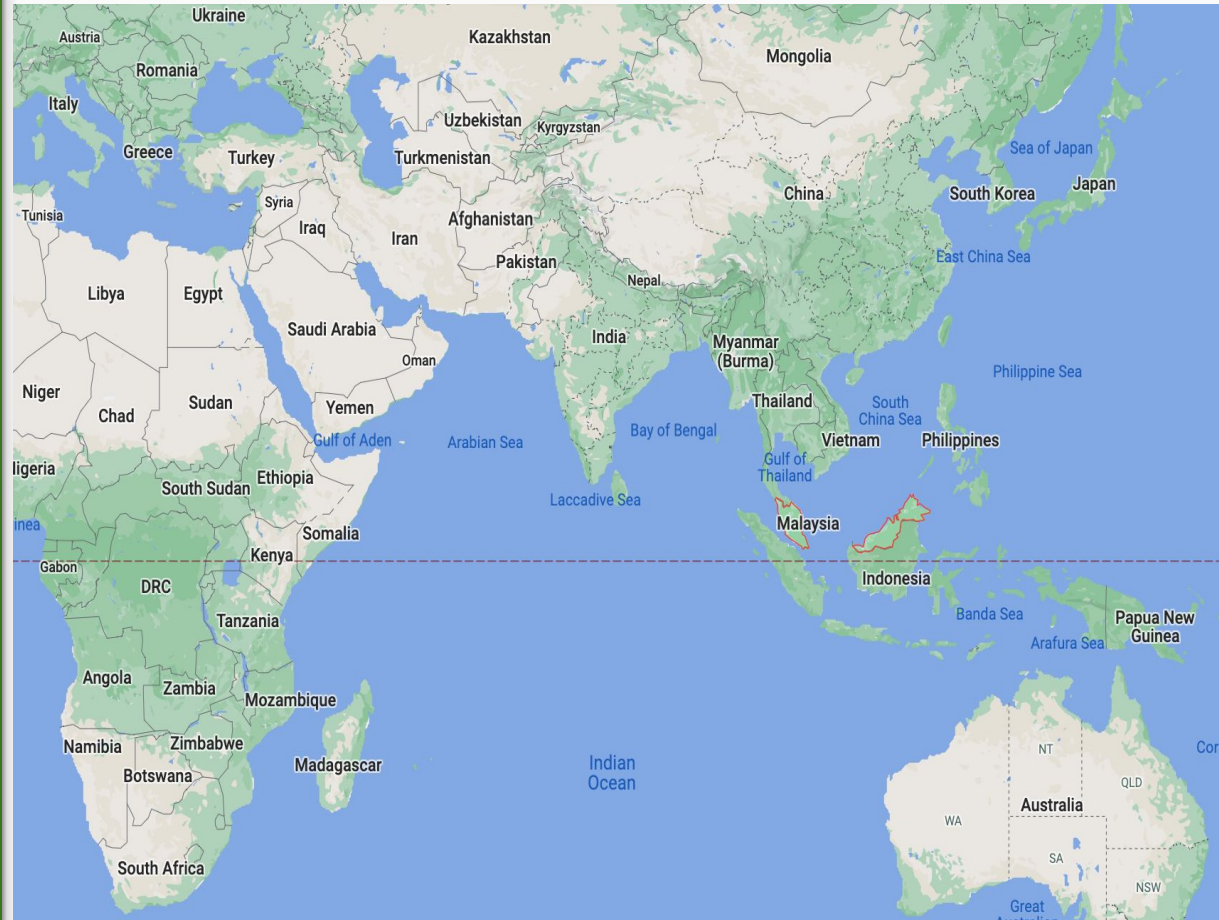 Ukraine
Austria
Kazakhstan
Mongolia
Romania
Italy
Uzbekistan
Kyrgyzstan
Greece
Turkey
Turkmenistan
Sea of Japan
China
South Korea
Japan
Syria
Tunisia
Afghanistan
Iraq
Iran
Pakistan
East China Sea
Nepal
Libya
Egypt
Saudi Arabia
India
Myanmar
(Burma)
Oman
Philippine Sea
Niger
Chad
Sudan
Yemen
Thailand
South
China Sea
Gulf of Aden
Arabian Sea
Bay of Bengal
Vietnam
Philippines
ligeria
Ethiopia
Gulf of
Thailand
South Sudan
Laccadive Sea
inea
Somalia
Malaysia
Kenya
Gabon
DRC
Indonesia
Tanzania
Banda Sea
Papua New
Guinea
Arafura Sea
Angola
Zambia
Mozambique
Namibia
Zimbabwe
Madagascar
Botswana
Indian
Ocean
NT
Cor
QLD
Australia
WA
SA
South Africa
NSW
Great